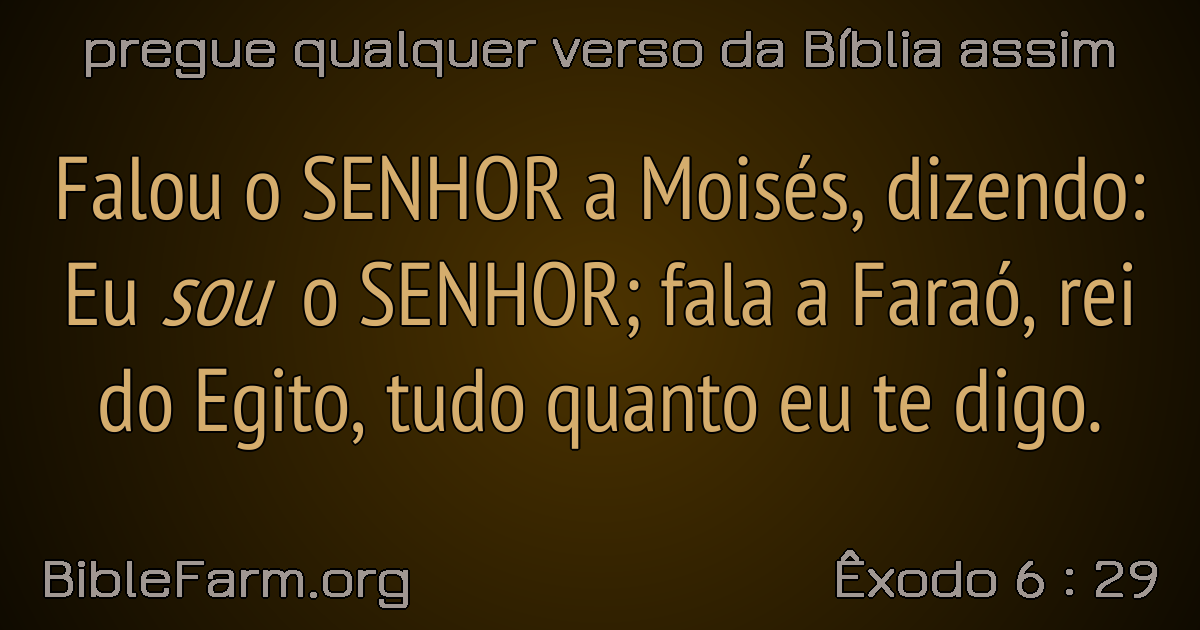 pregue qualquer verso da Bíblia assim
Falou o SENHOR a Moisés, dizendo:
Eu sou o SENHOR; fala a Faraó, rei
do Egito, tudo quanto eu te digo.
BibleFarm.org
Êxodo 6 : 29